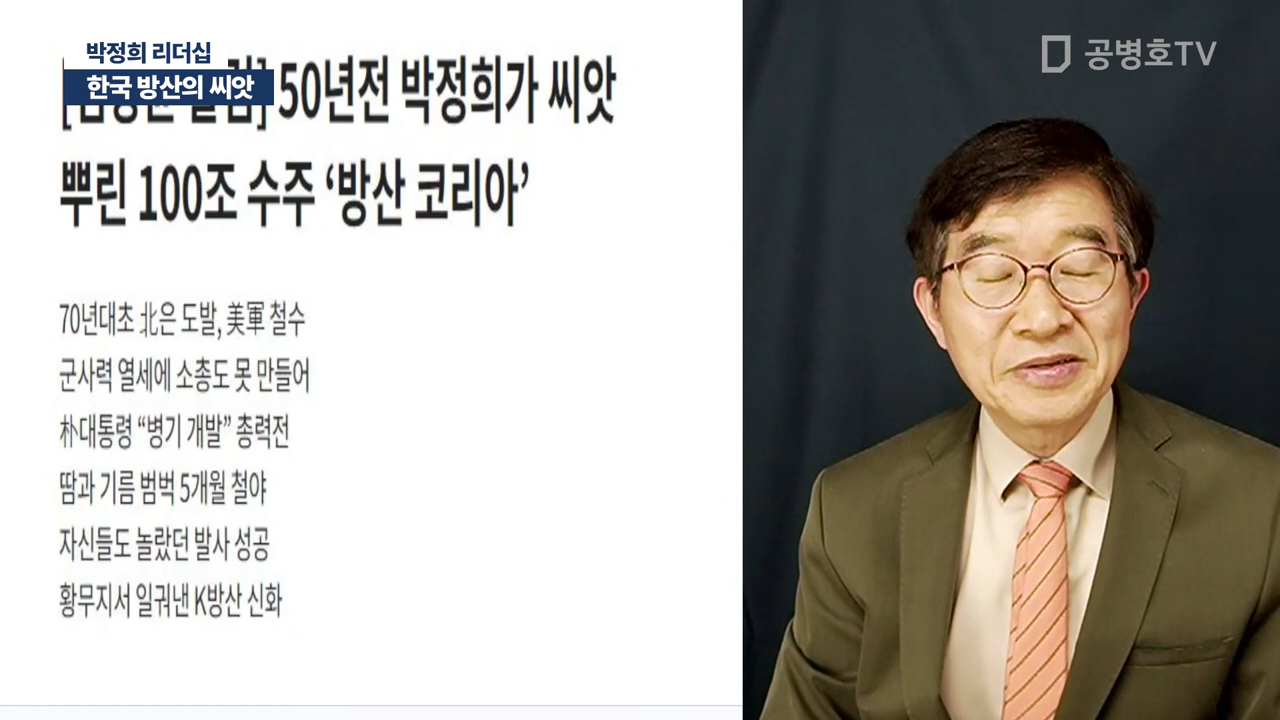 박정희 리더십
한국 방산의 씨앗
공병호TV
50년전 박정희가 씨앗
뿌린 100조 수주 ‘방산 코리아’
70년대초 北은 도발, 美軍 철수
군사력 열세에 소총도 못 만들어
朴대통령 “병기 개발” 총력전
땀과 기름 범벅 5개월 철야
자신들도 놀랐던 발사 성공
황무지서 일궈낸 K방산 신화